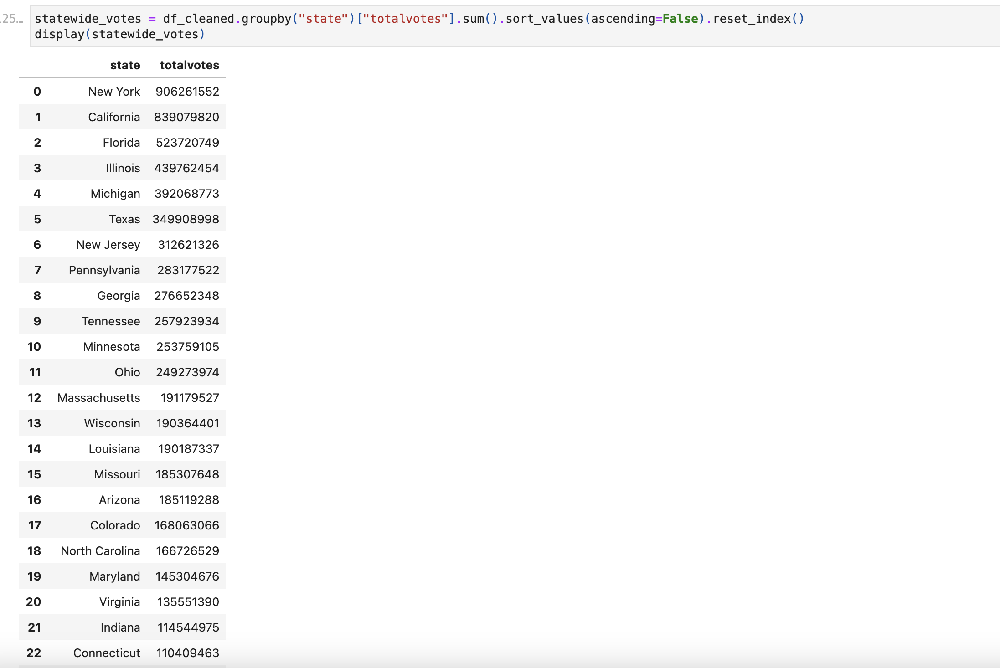 25…
statewide_votes = df_cleaned.groupby("state")["totalvotes"].sum().sort_values(ascending=False).reset_index()
display(statewide_votes)
state totalvotes
0 New York 906261552
1 California 839079820
2 Florida 523720749
3 Illinois 439762454
4 Michigan 392068773
5 Texas 349908998
6 New Jersey 312621326
7 Pennsylvania 283177522
8 Georgia 276652348
9 Tennessee 257923934
10 Minnesota 253759105
11 Ohio 249273974
12 Massachusetts 191179527
13 Wisconsin 190364401
14 Louisiana 190187337
15 Missouri 185307648
16 Arizona 185119288
17 Colorado 168063066
18 North Carolina 166726529
19 Maryland 145304676
20 Virginia 135551390
21 Indiana 114544975
22 Connecticut 110409463